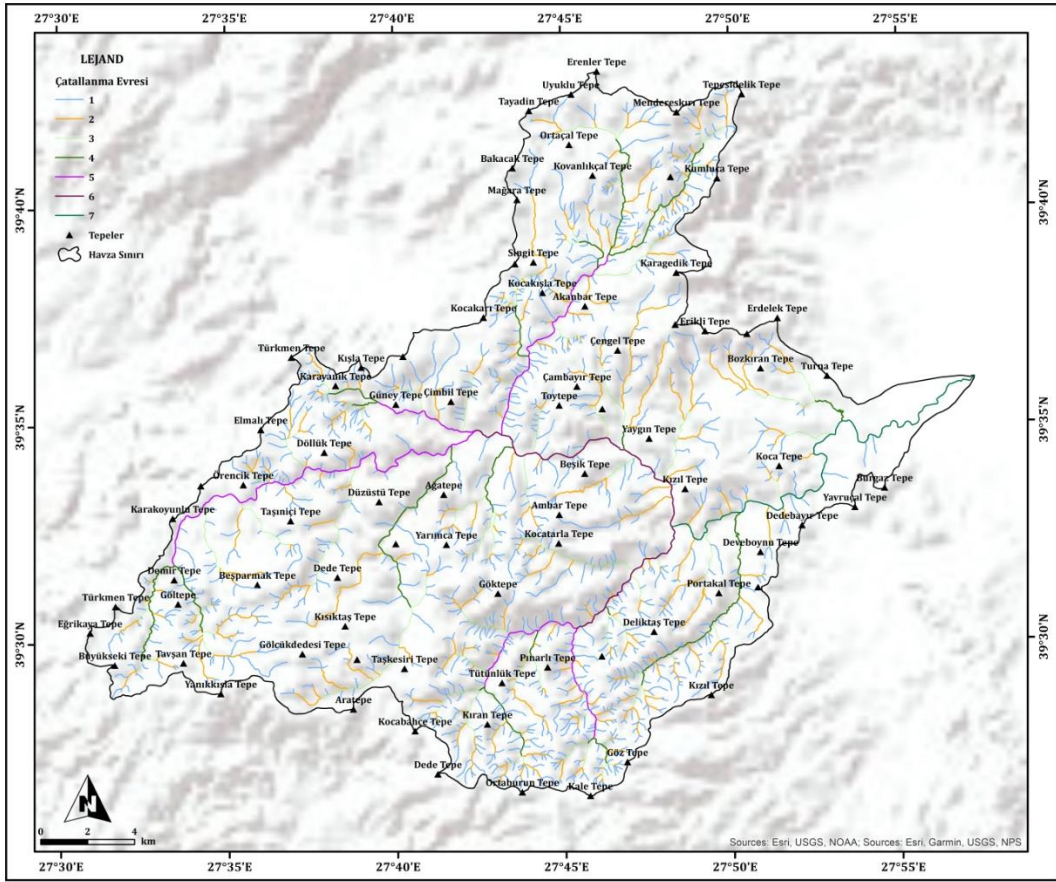 27°30'E 27°35'E 27°40'E 27°45'E 27°50'E 27°55'E
LEJAND
Çatallanma Evresi
1
2
3
4
5
6
7
Tepeler
Havza Sınırı
Erenler Tepe
Uyuklu Tepe
Tepesidelik Tepe
Tayadin Tepe
Mendereskırı Tepe
Ortaçal Tepe
Bakacak Tepe
Kovanlıkçal Tepe
Kumluca Tepe
Mağara Tepe
39°40'N 39°40'N
Singit Tepe
Karagedik Tepe
Kocakışla Tepe
Akanbar Tepe
Kocakarı Tepe
Erdelek Tepe
Erikli Tepe
Türkmen Tepe
Çengel Tepe
Kışla Tepe
Bozkıran Tepe
Turna Tepe
Karayanık Tepe
Çambayır Tepe
Güney Tepe
Çimbil Tepe
Toytepe
39°35'N 39°35'N
Elmalı Tepe
Yaygın Tepe
Döllük Tepe
Beşik Tepe
Koca Tepe
Örencik Tepe
Düzüstü Tepe
Ağatepe
Kızıl Tepe
Burgaz Tepe
Yavruçal Tepe
Karakoyunlu Tepe
Taşıniçi Tepe
Ambar Tepe
Dedebayır Tepe
Yarımca Tepe
Kocatarla Tepe
Deveboynu Tepe
Demir Tepe
Beşparmak Tepe
Dede Tepe
Portakal Tepe
Türkmen Tepe
Göltepe
Göktepe
Eğrikaya Tepe
Kısıktaş Tepe
Deliktaş Tepe
39°30'N 39°30'N
Büyükseki Tepe
Tavşan Tepe
Gölcükdedesi Tepe
Taşkesiri Tepe
Pınarlı Tepe
Tütünlük Tepe
Yanıkkışla Tepe
Kızıl Tepe
Aratepe
Kocabahçe Tepe
Kıran Tepe
Göz Tepe
Dede Tepe
Ortaburun Tepe
Kale Tepe
N
0 2 4
km
Sources: Esri, USGS, NOAA; Sources: Esri, Garmin, USGS, NPS
27°30'E 27°35'E 27°40'E 27°45'E 27°50'E 27°55'E